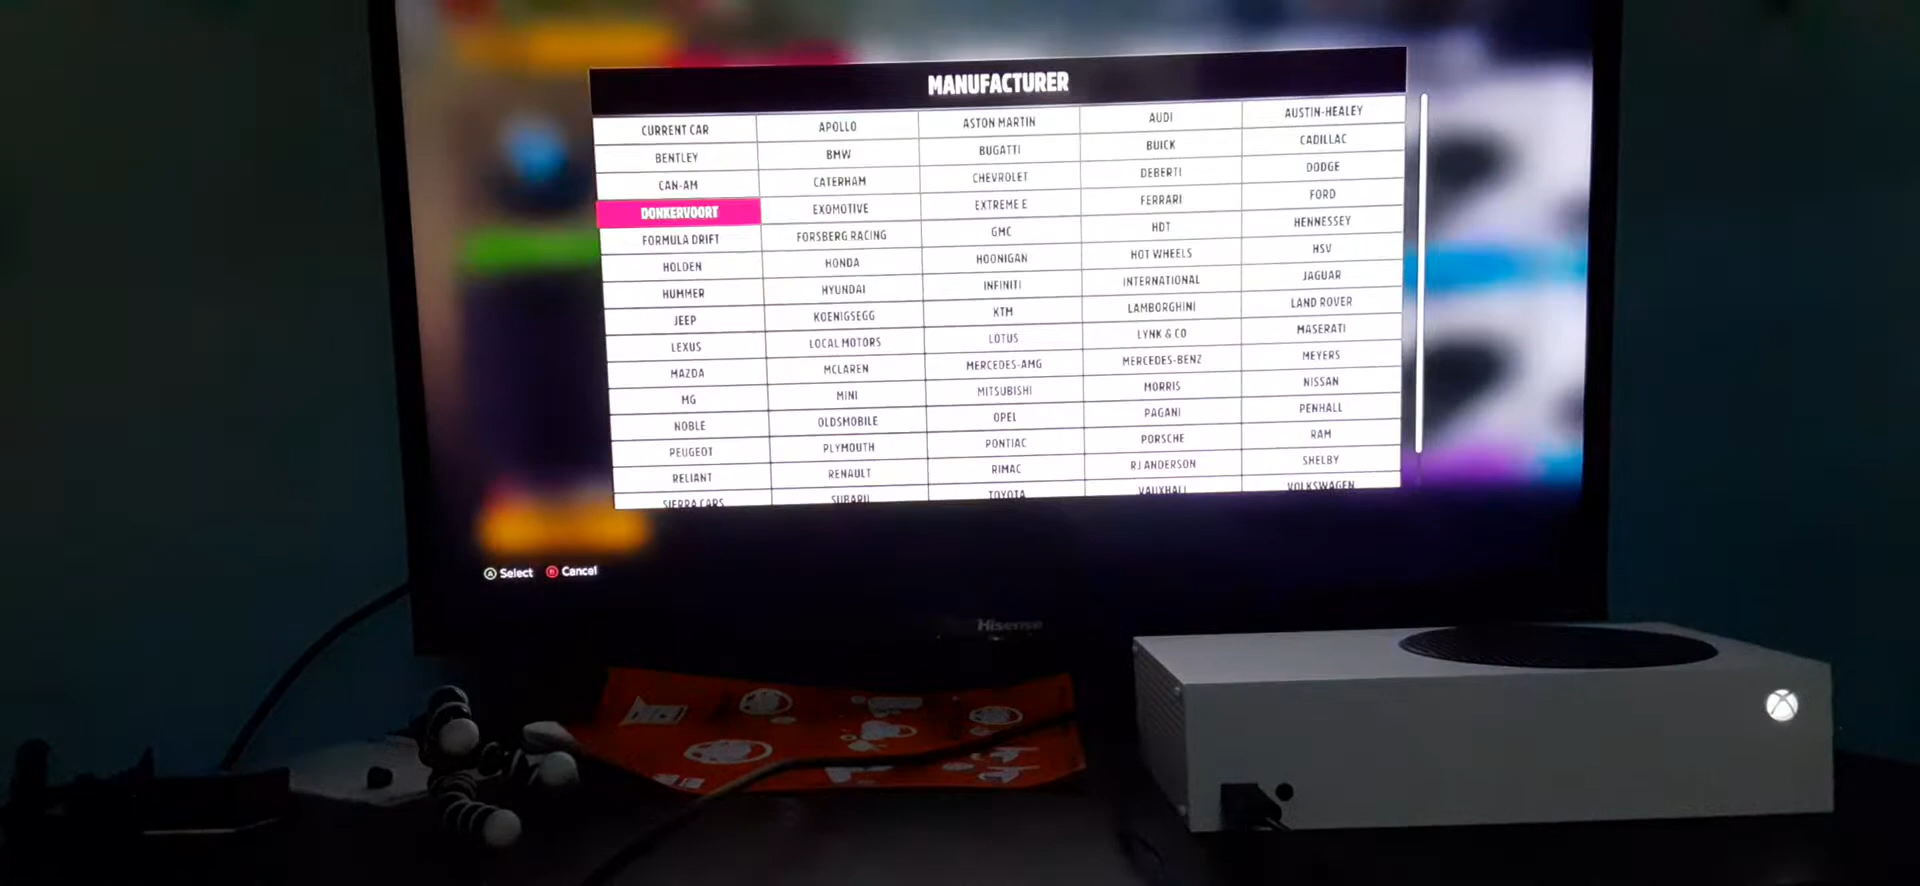 MANUFACTURER
CURRENT CAR APOLLO ASTON MARTIN AUDI AUSTIN-HEALEY
BENTLEY BMW BUGATTI BUICK CADILLAC
CAN-AM CATERHAM CHEVROLET DEBERTI DODGE
DONKERVOORT EXOMOTIVE EXTREME E FERRARI FORD
FORMULA DRIFT FORSBERG RACING GMC HDT HENNESSEY
HOLDEN HONDA HOONIGAN HOT WHEELS HSV
HUMMER HYUNDAI INFINITI INTERNATIONAL JAGUAR
JEEP KOENIGSEGG KTM LAMBORGHINI LAND ROVER
LEXUS LOCAL MOTORS LOTUS LYNK & CO MASERATI
MAZDA MCLAREN MERCEDES-AMG MERCEDES-BENZ MEYERS
MG MINI MITSUBISHI MORRIS NISSAN
NOBLE OLDSMOBILE OPEL PAGANI PENHALL
PEUGEOT PLYMOUTH PONTIAC PORSCHE RAM
RELIANT RENAULT RIMAC RJ ANDERSON SHELBY
SIERRA CARS SUBARU TOYOTA VAUXHALL VOLKSWAGEN
A Select B Cancel
Hisense